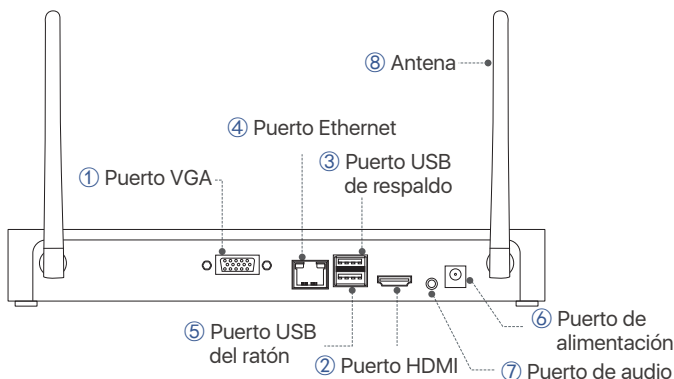 ⑧ Antena
④ Puerto Ethernet
③ Puerto USB
de respaldo
① Puerto VGA
⑤ Puerto USB
del ratón
② Puerto HDMI
⑥ Puerto de
alimentación
⑦ Puerto de audio